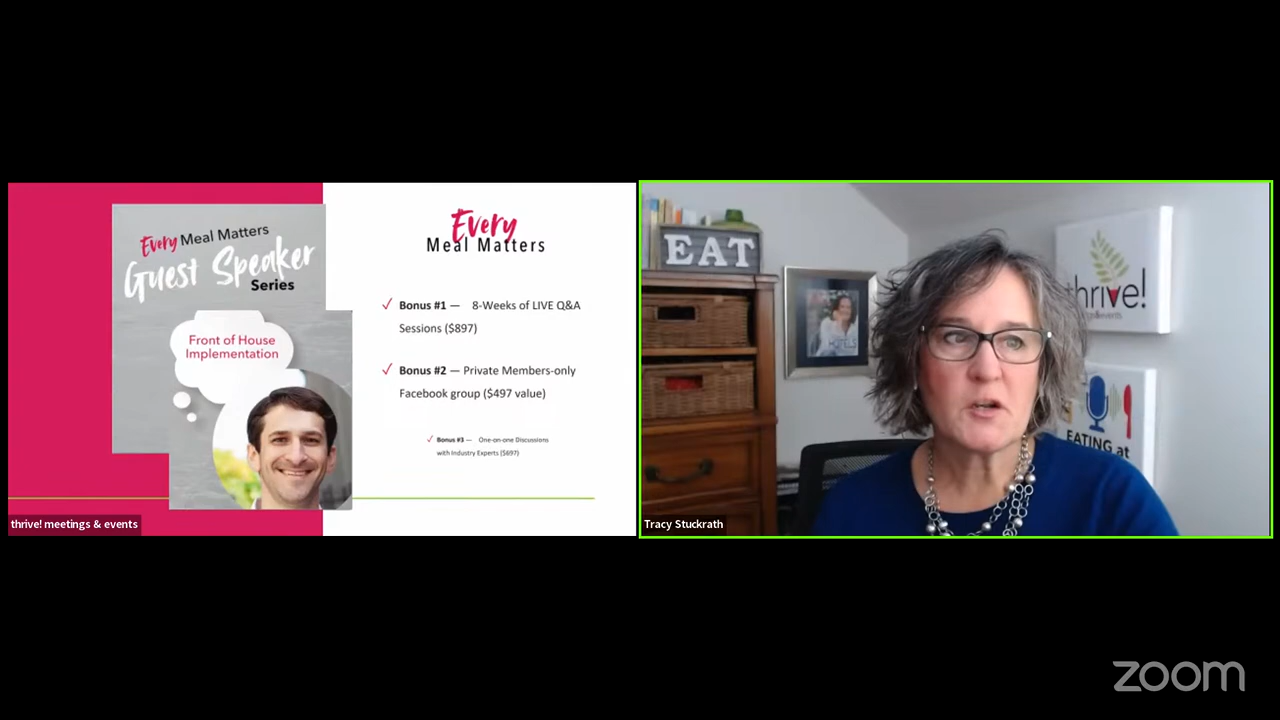 Every Meal Matters
Guest Speaker
Series
Front of House
Implementation
Every
Meal Matters
✓ Bonus #1 — 8-Weeks of LIVE Q&A
Sessions ($897)
✓ Bonus #2 — Private Members-only
Facebook group ($497 value)
✓ Bonus #3 — One-on-one Discussions
with Industry Experts ($697)
thrive! meetings & events
EAT
HOTELS
thrive!
EATING at
Tracy Stuckrath
zoom